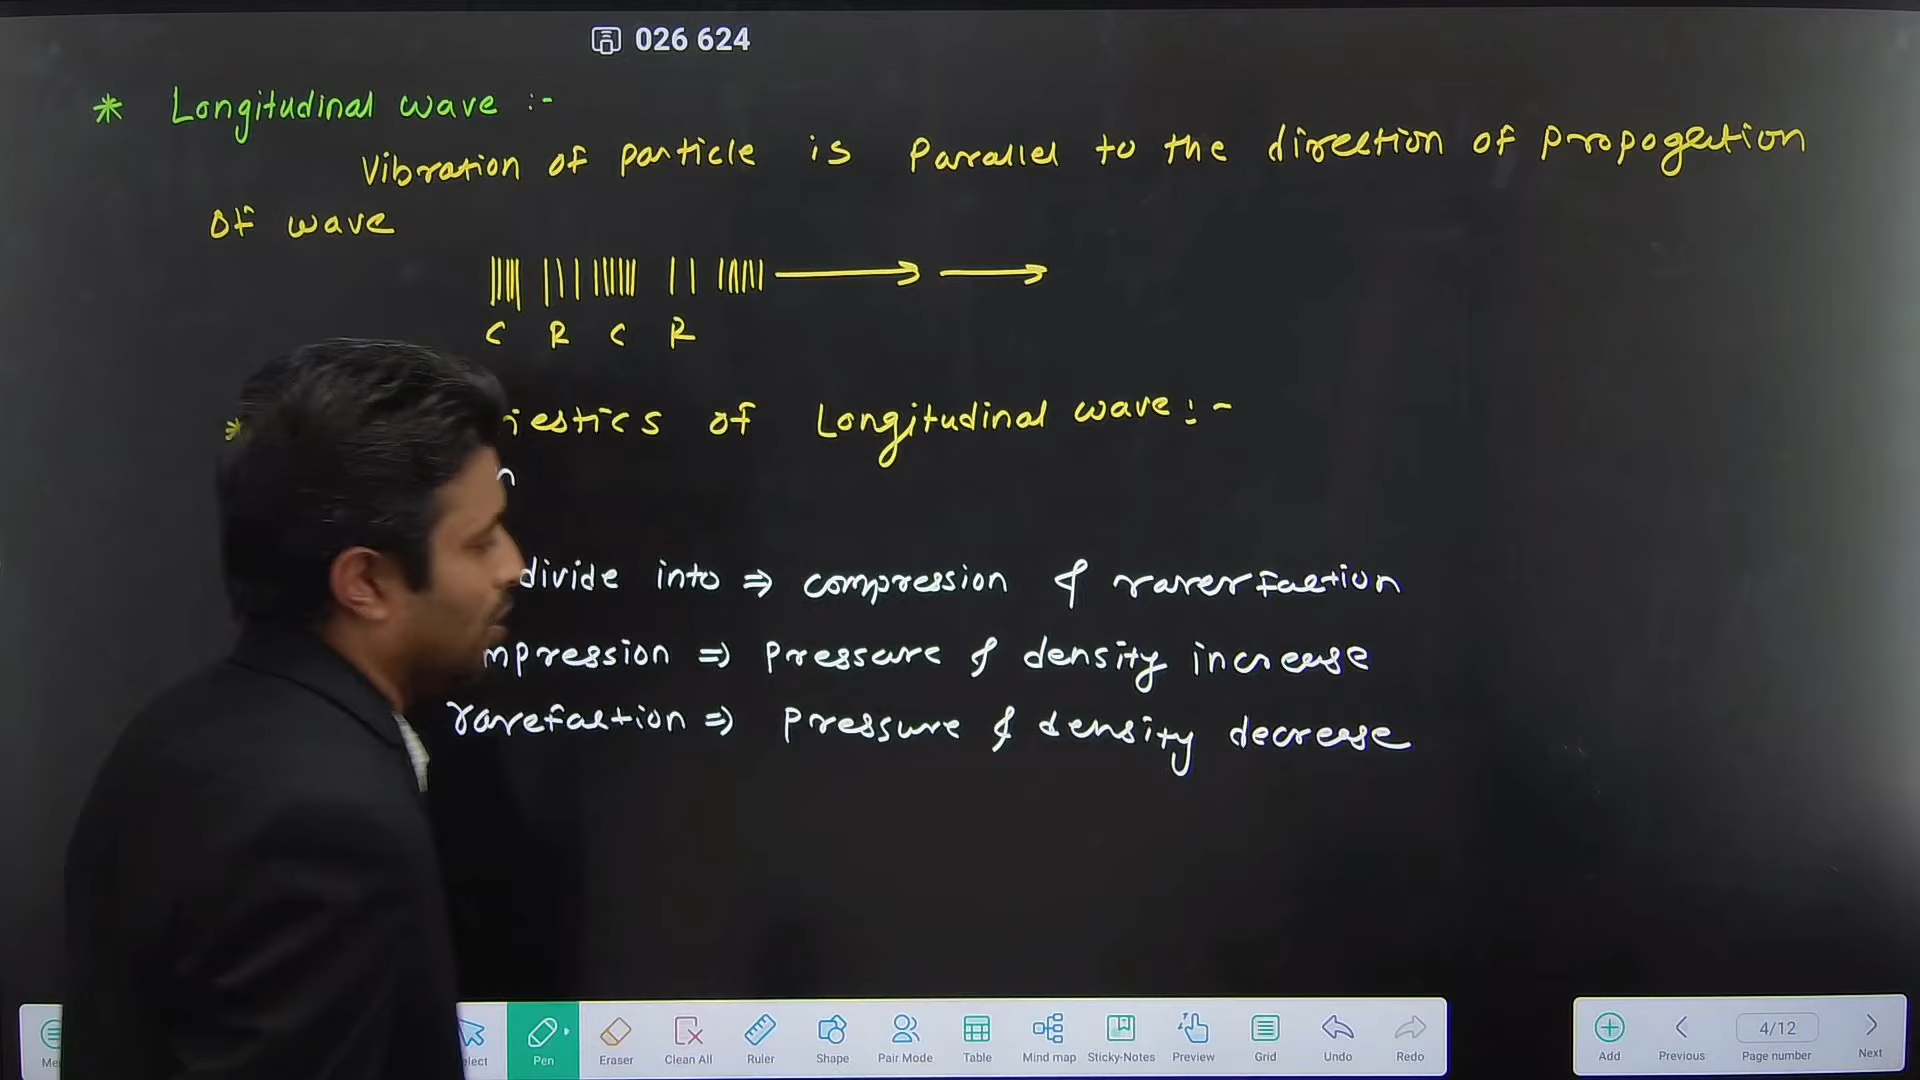 026 624
* Longitudinal wave :-
Vibration of particle is Parallel to the direction of propogation
of wave
C R C R
* iestics of Longitudinal wave :-
n
divide into ⇒ compression & rarerfaction
mpression ⇒ pressure & density increase
rarefaction ⇒ pressure & density decrease
Me
elect Pen Eraser Clean All Ruler Shape Pair Mode Table Mind map Sticky-Notes Preview Grid Undo Redo
4/12
Add Previous Page number Next